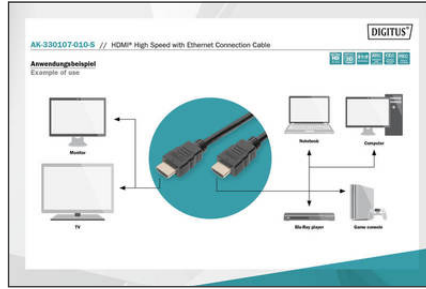 DIGITUS®
AK-330107-010-S // HDMI® High Speed with Ethernet Connection Cable
Anwendungsbeispiel
Example of use
Monitor
Notebook
Computer
TV
Blu-Ray player
Game console